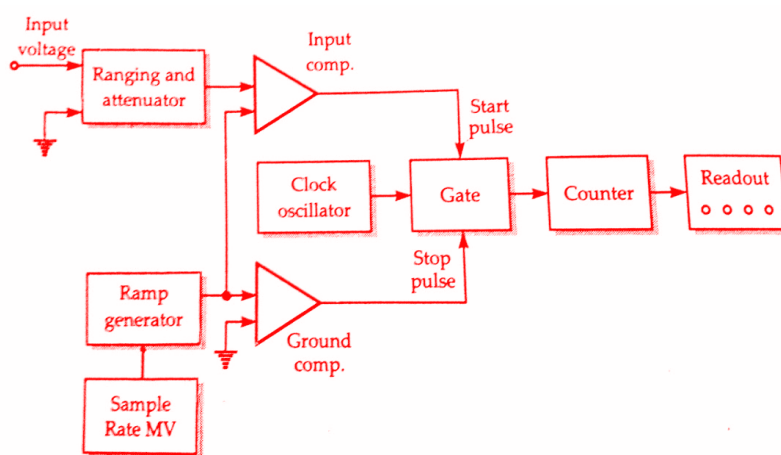 Input
voltage
Ranging and
attenuator
Input
comp.
Start
pulse
Clock
oscillator
Gate
Counter
Readout
Stop
pulse
Ramp
generator
Ground
comp.
Sample
Rate MV